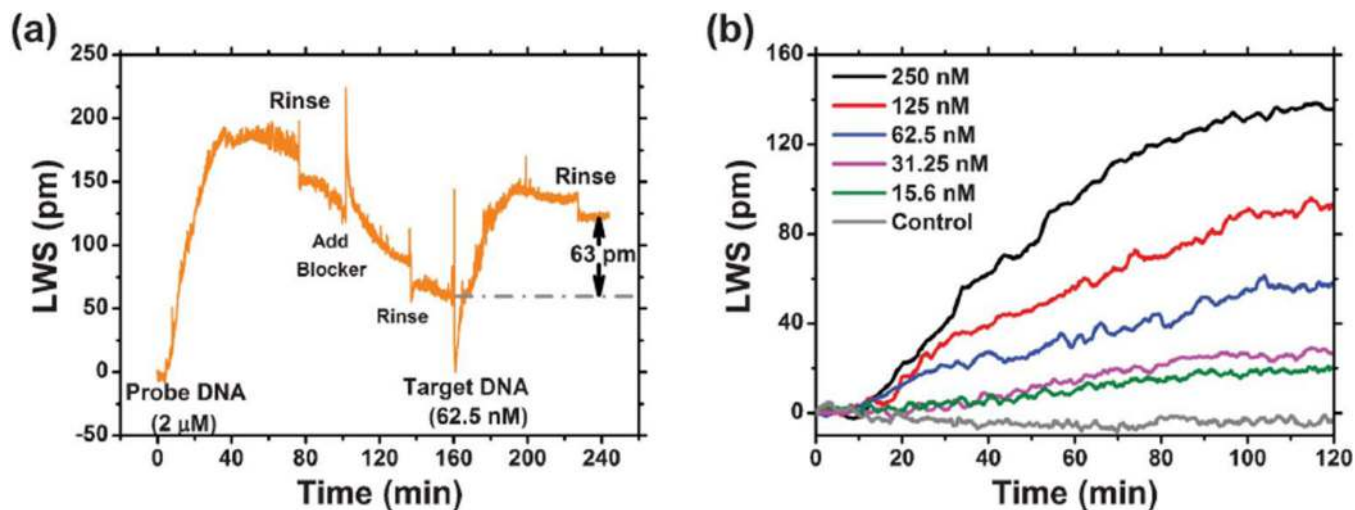 (a)
250
200
150
100
50
0
-50
LWS (pm)
Rinse
Add
Blocker
Rinse
Rinse
63 pm
Probe DNA
(2 μM)
Target DNA
(62.5 nM)
0 40 80 120 160 200 240
Time (min)
(b)
160
120
80
40
0
LWS (pm)
250 nM
125 nM
62.5 nM
31.25 nM
15.6 nM
Control
0 20 40 60 80 100 120
Time (min)